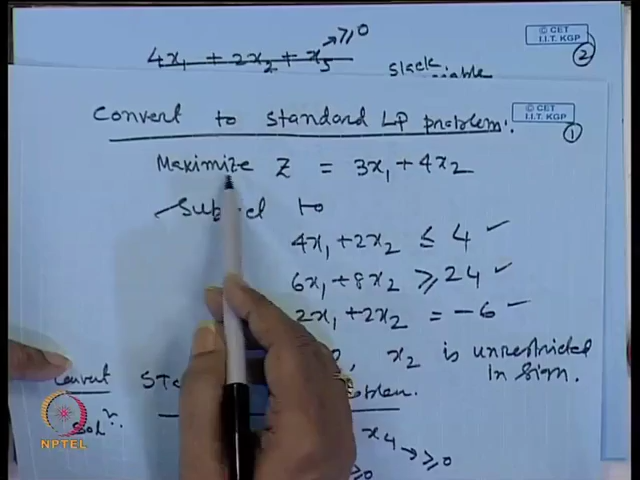 © CET
I.I.T. KGP
2
4x₁ + 2x₂ + x₅ → ≥ 0
slack
© CET
I.I.T. KGP
1
Convert to standard LP problem.
Maximize Z = 3x₁ + 4x₂
Subject to
4x₁ + 2x₂ ≤ 4 ✓
6x₁ + 8x₂ ≥ 24 ✓
2x₁ + 2x₂ = -6
x₂ is unrestricted
in sign.
Convert
Solⁿ.
x₄ → ≥ 0
≥ 0
NPTEL